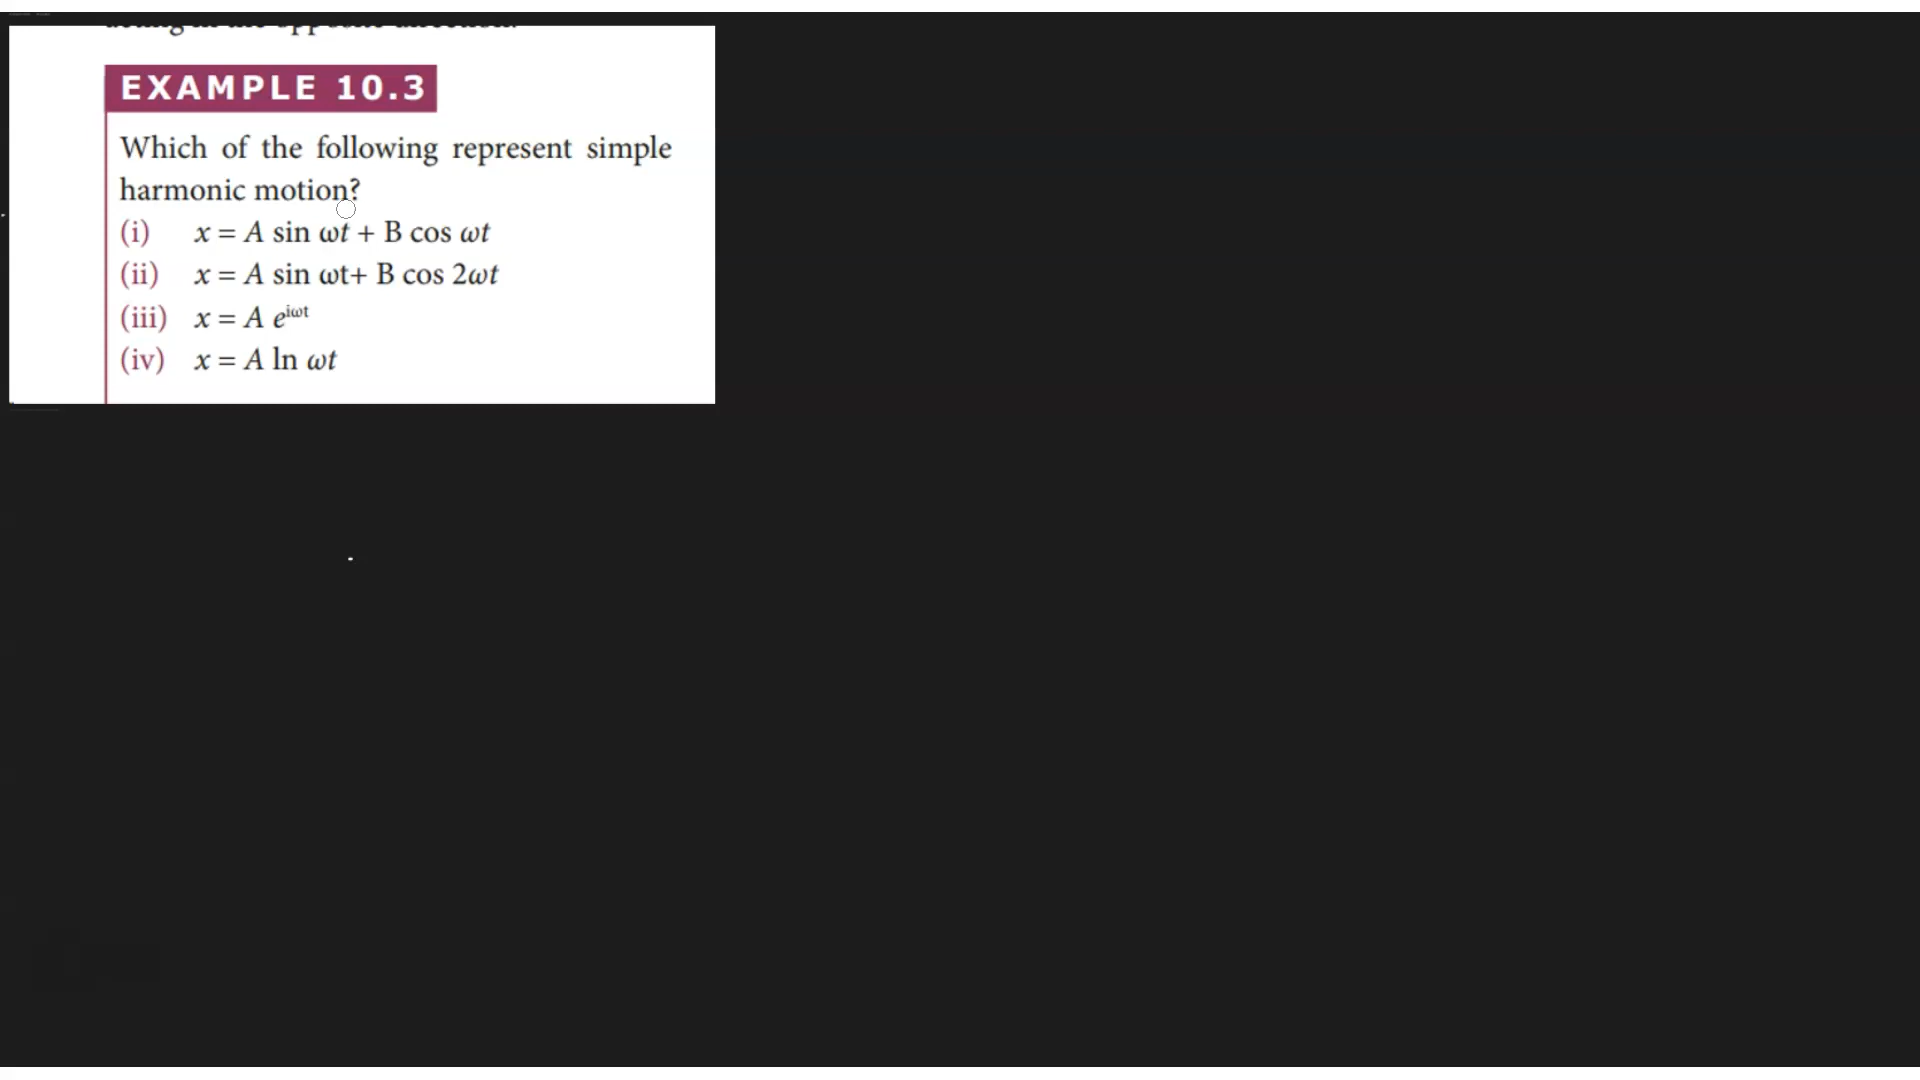 EXAMPLE 10.3
Which of the following represent simple
harmonic motion?
(i) x = A sin ωt + B cos ωt
(ii) x = A sin ωt+ B cos 2ωt
(iii) x = A e^iωt
(iv) x = A ln ωt